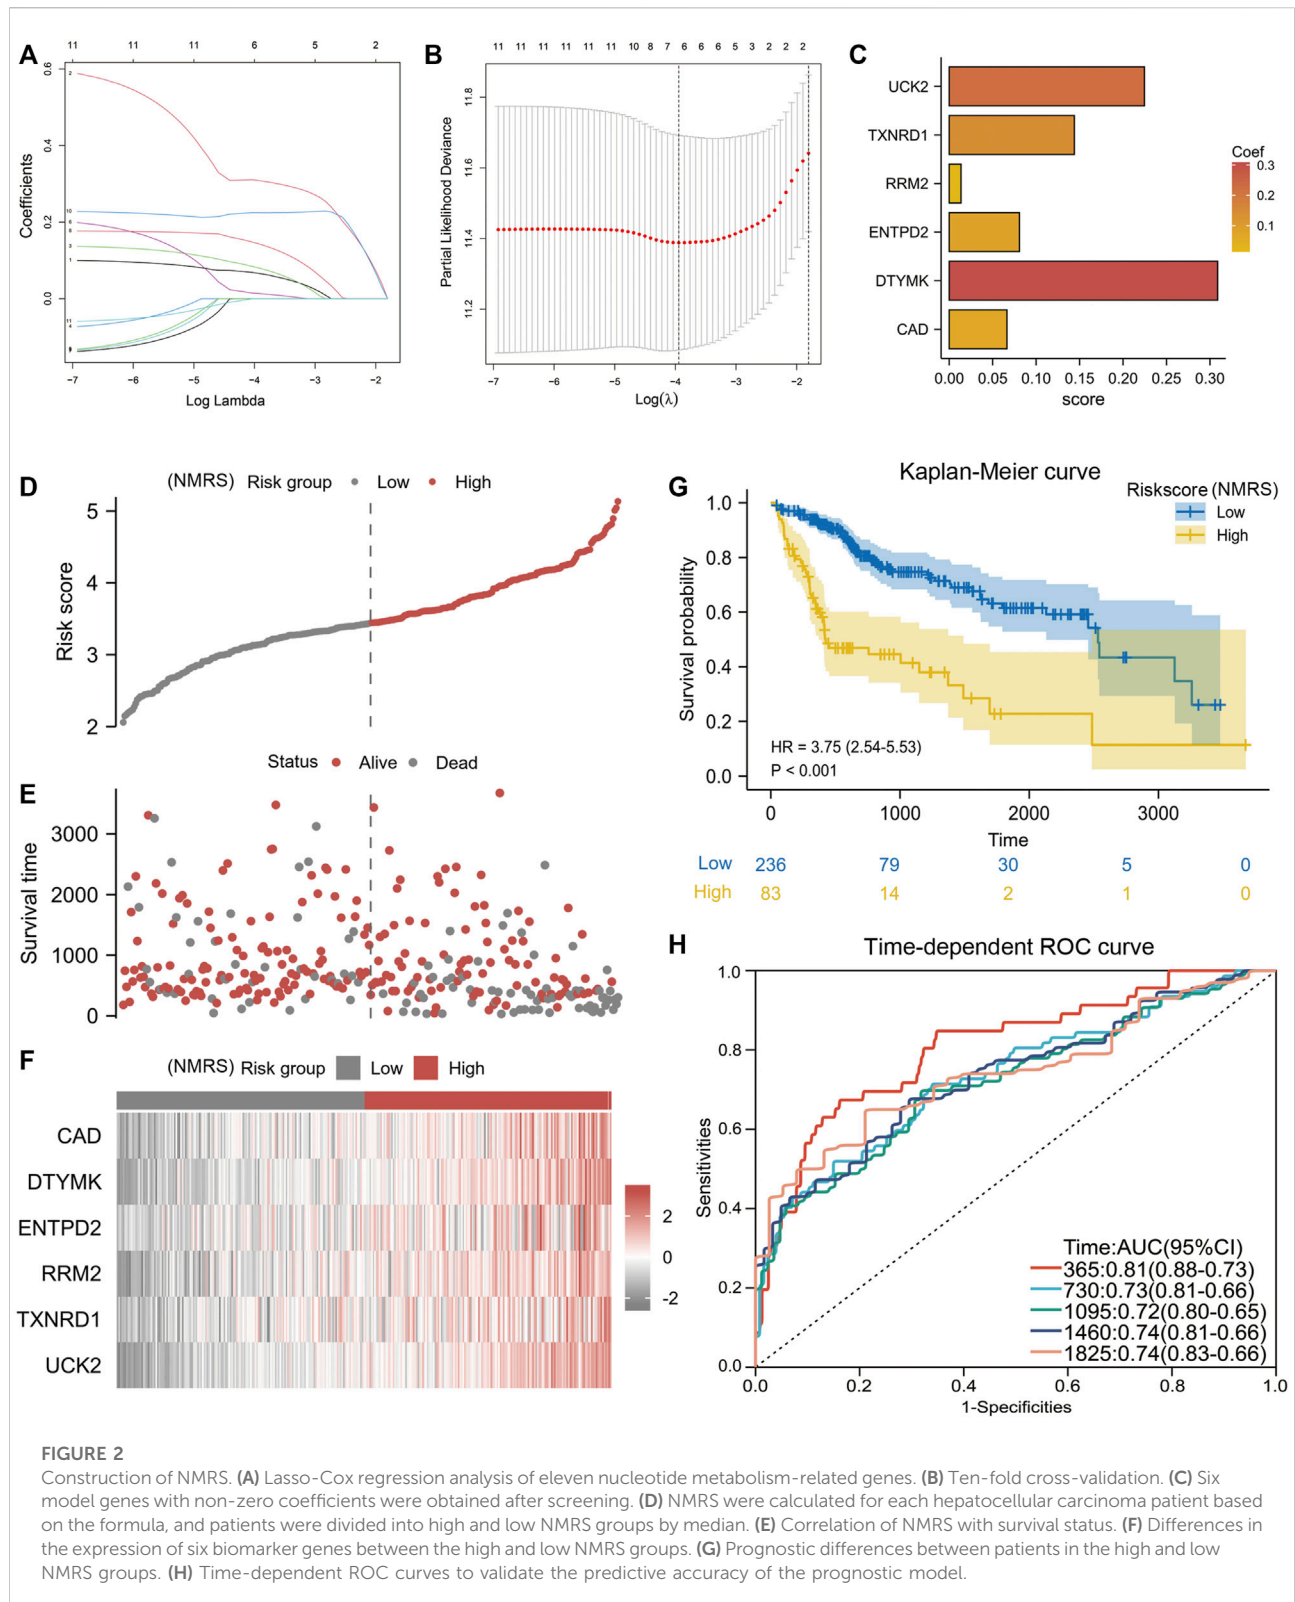 A
11 11 11 6 5 2
Coefficients
0.6
0.4
0.2
0.0
2
10
6
8
3
1
11
4
−7 −6 −5 −4 −3 −2
Log Lambda
B
11 11 11 11 11 11 10 8 7 6 6 6 5 3 2 2 2
Partial Likelihood Deviance
11.8
11.6
11.4
11.2
−7 −6 −5 −4 −3 −2
Log(λ)
C
UCK2
TXNRD1
RRM2
ENTPD2
DTYMK
CAD
0.00 0.05 0.10 0.15 0.20 0.25 0.30
score
Coef
0.3
0.2
0.1
D
(NMRS) Risk group Low High
Risk score
5
4
3
2
Status Alive Dead
E
Survival time
3000
2000
1000
0
F
(NMRS) Risk group Low High
CAD
DTYMK
ENTPD2
RRM2
TXNRD1
UCK2
2
0
-2
G
Kaplan-Meier curve
Riskscore (NMRS)
Low
High
Survival probability
1.0
0.8
0.6
0.4
0.2
0.0
HR = 3.75 (2.54-5.53)
P < 0.001
0 1000 2000 3000
Time
Low 236 79 30 5 0
High 83 14 2 1 0
H
Time-dependent ROC curve
Sensitivities
1.0
0.8
0.6
0.4
0.2
0.0
Time:AUC(95%CI)
365:0.81(0.88-0.73)
730:0.73(0.81-0.66)
1095:0.72(0.80-0.65)
1460:0.74(0.81-0.66)
1825:0.74(0.83-0.66)
0.0 0.2 0.4 0.6 0.8 1.0
1-Specificities
FIGURE 2
Construction of NMRS. (A) Lasso-Cox regression analysis of eleven nucleotide metabolism-related genes. (B) Ten-fold cross-validation. (C) Six
model genes with non-zero coefficients were obtained after screening. (D) NMRS were calculated for each hepatocellular carcinoma patient based
on the formula, and patients were divided into high and low NMRS groups by median. (E) Correlation of NMRS with survival status. (F) Differences in
the expression of six biomarker genes between the high and low NMRS groups. (G) Prognostic differences between patients in the high and low
NMRS groups. (H) Time-dependent ROC curves to validate the predictive accuracy of the prognostic model.